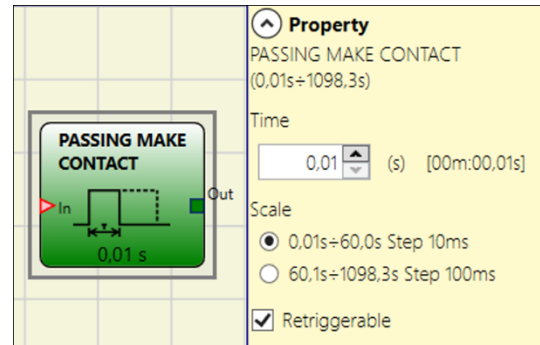 PASSING MAKE
CONTACT
In
Out
0,01 s
Property
PASSING MAKE CONTACT
(0,01s÷1098,3s)
Time
0,01 (s) [00m:00,01s]
Scale
0,01s÷60,0s Step 10ms
60,1s÷1098,3s Step 100ms
Retriggerable